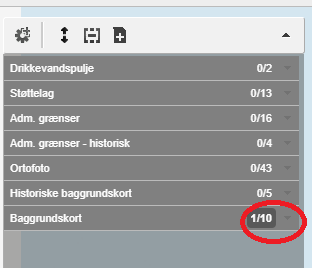 Drikkevandspulje 0/2
Støttelag 0/13
Adm. grænser 0/16
Adm. grænser - historisk 0/4
Ortofoto 0/43
Historiske baggrundskort 0/5
Baggrundskort 1/10